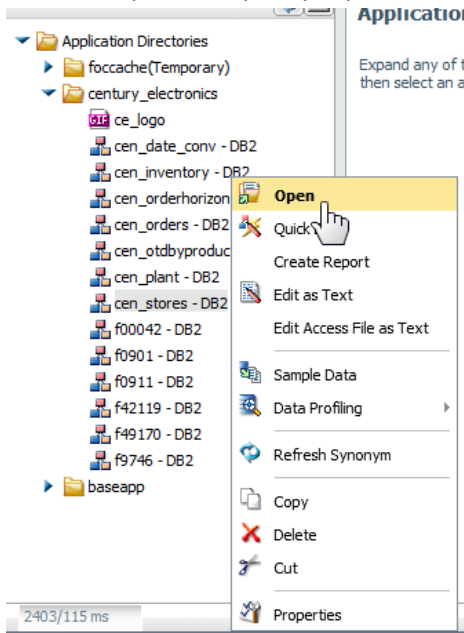 Application Directories
foccache(Temporary)
century_electronics
GIF ce_logo
cen_date_conv - DB2
cen_inventory - DB2
cen_orderhorizon
cen_orders - DB2
cen_otdbyproduc
cen_plant - DB2
cen_stores - DB2
f00042 - DB2
f0901 - DB2
f0911 - DB2
f42119 - DB2
f49170 - DB2
f9746 - DB2
baseapp
2403/115 ms
Applicatio
Expand any of
then select an a
Open
Quick
Create Report
Edit as Text
Edit Access File as Text
Sample Data
Data Profiling
Refresh Synonym
Copy
Delete
Cut
Properties